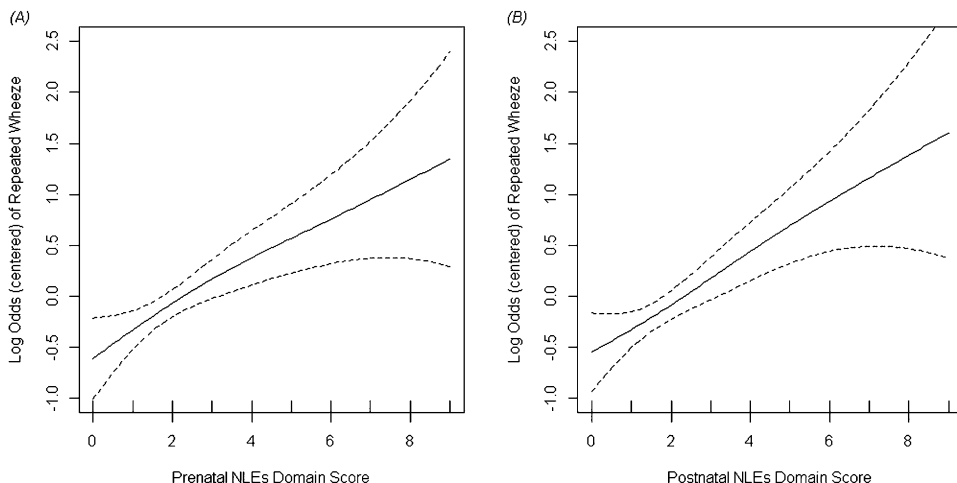 (A)
Log Odds (centered) of Repeated Wheeze
2.5
2.0
1.5
1.0
0.5
0.0
-0.5
-1.0
0 2 4 6 8
Prenatal NLEs Domain Score
(B)
Log Odds (centered) of Repeated Wheeze
2.5
2.0
1.5
1.0
0.5
0.0
-0.5
-1.0
0 2 4 6 8
Postnatal NLEs Domain Score